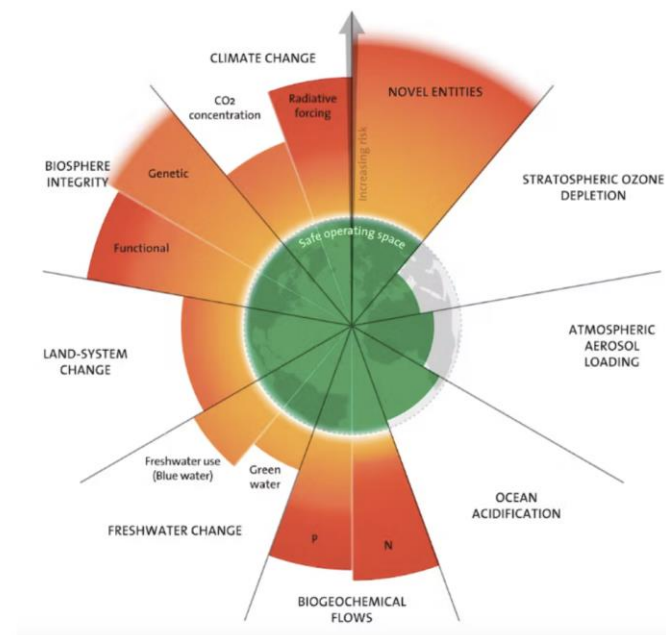 CLIMATE CHANGE
CO2
concentration
Radiative
forcing
NOVEL ENTITIES
Increasing risk
STRATOSPHERIC OZONE
DEPLETION
BIOSPHERE
INTEGRITY
Genetic
Functional
Safe operating space
ATMOSPHERIC
AEROSOL
LOADING
LAND-SYSTEM
CHANGE
Freshwater use
(Blue water)
Green
water
FRESHWATER CHANGE
OCEAN
ACIDIFICATION
P
N
BIOGEOCHEMICAL
FLOWS